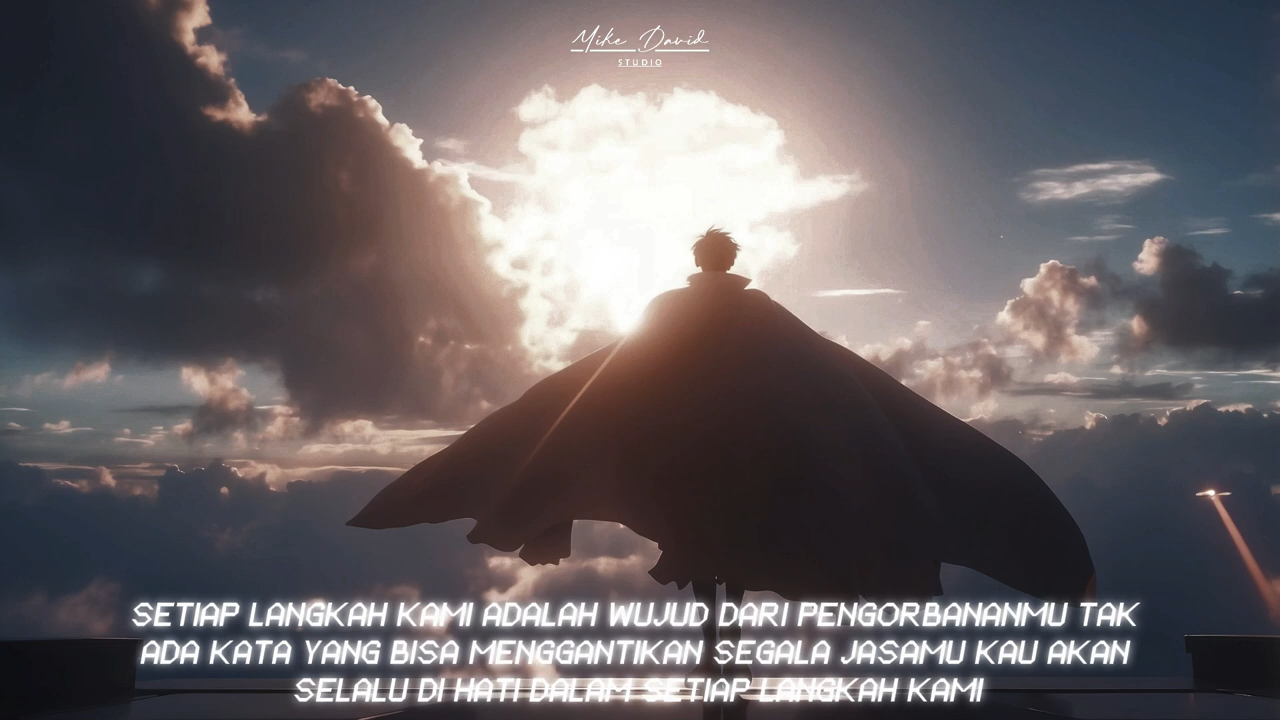 Mike David
STUDIO
SETIAP LANGKAH KAMI ADALAH WUJUD DARI PENGORBANANMU TAK
ADA KATA YANG BISA MENGGANTIKAN SEGALA JASAMU KAU AKAN
SELALU DI HATI DALAM SETIAP LANGKAH KAMI